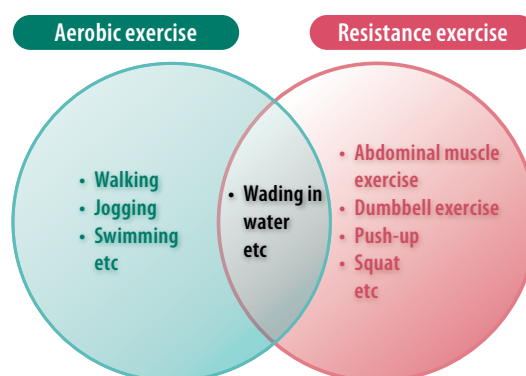 Aerobic exercise
Resistance exercise
• Walking
• Jogging
• Swimming
etc
• Wading in
water
etc
• Abdominal muscle
exercise
• Dumbbell exercise
• Push-up
• Squat
etc